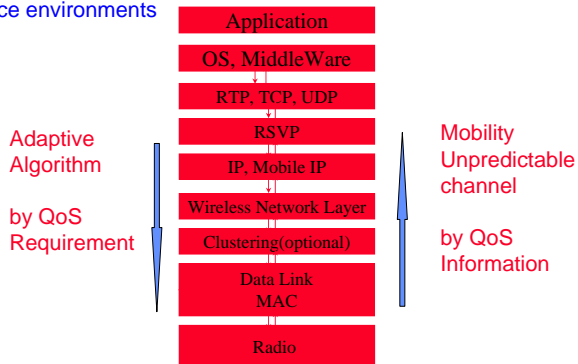 ce environments
Application
OS, MiddleWare
RTP, TCP, UDP
RSVP
IP, Mobile IP
Wireless Network Layer
Clustering(optional)
Data Link
MAC
Radio
Adaptive
Algorithm
by QoS
Requirement
Mobility
Unpredictable
channel
by QoS
Information